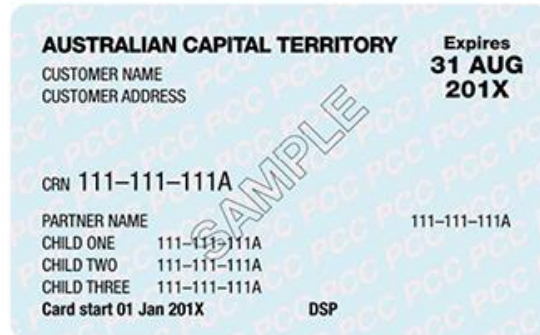 AUSTRALIAN CAPITAL TERRITORY
Expires
31 AUG
201X
CUSTOMER NAME
CUSTOMER ADDRESS
SAMPLE
CRN 111–111–111A
PARTNER NAME 111–111–111A
CHILD ONE 111–111–111A
CHILD TWO 111–111–111A
CHILD THREE 111–111–111A
Card start 01 Jan 201X DSP